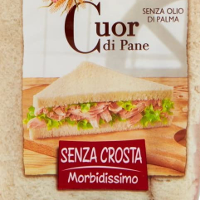 SENZA OLIO
DI PALMA
Cuor
di Pane
SENZA CROSTA
Morbidissimo